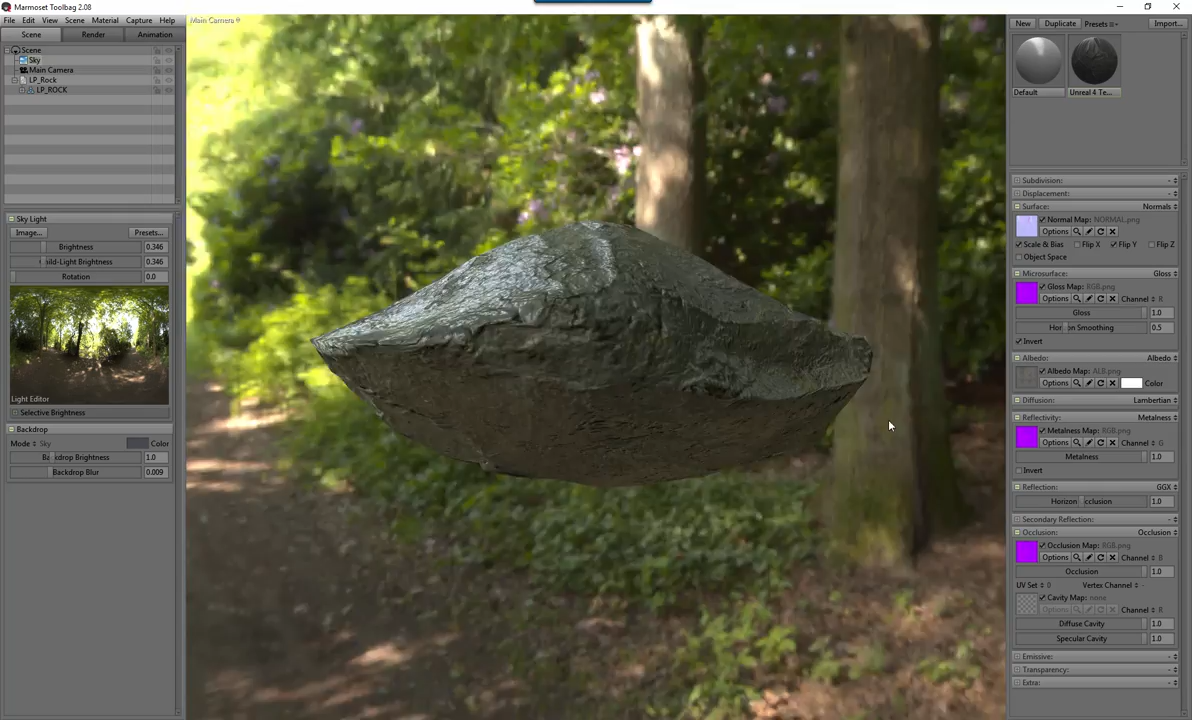 Marmoset Toolbag 2.08
File Edit View Scene Material Capture Help
Scene Render Animation
Scene
Sky
Main Camera
LP_Rock
LP_ROCK
Sky Light
Image... Presets...
Brightness 0.346
-Light Brightness 0.346
Rotation 0.0
Light Editor
Selective Brightness
Backdrop
Mode Sky Color
Backdrop Brightness 1.0
Backdrop Blur 0.009
Main Camera
New Duplicate Presets Import...
Default Unreal 4 Te...
Subdivision: -
Displacement: -
Surface: Normals
Normal Map: NORMAL.png
Options
Scale & Bias Flip X Flip Y Flip Z
Object Space
Microsurface: Gloss
Gloss Map: RGB.png
Options Channel R
Gloss 1.0
Smoothing 0.5
Invert
Albedo: Albedo
Albedo Map: ALB.png
Options Color
Diffusion: Lambertian
Reflectivity: Metalness
Metalness Map: RGB.png
Options Channel G
Metalness 1.0
Invert
Reflection: GGX
Horizon Occlusion 1.0
Secondary Reflection: -
Occlusion: Occlusion
Occlusion Map: RGB.png
Options Channel B
Occlusion 1.0
UV Set 0 Vertex Channel -
Cavity Map: none
Options Channel R
Diffuse Cavity 1.0
Specular Cavity 1.0
Emissive: -
Transparency: -
Extra: -